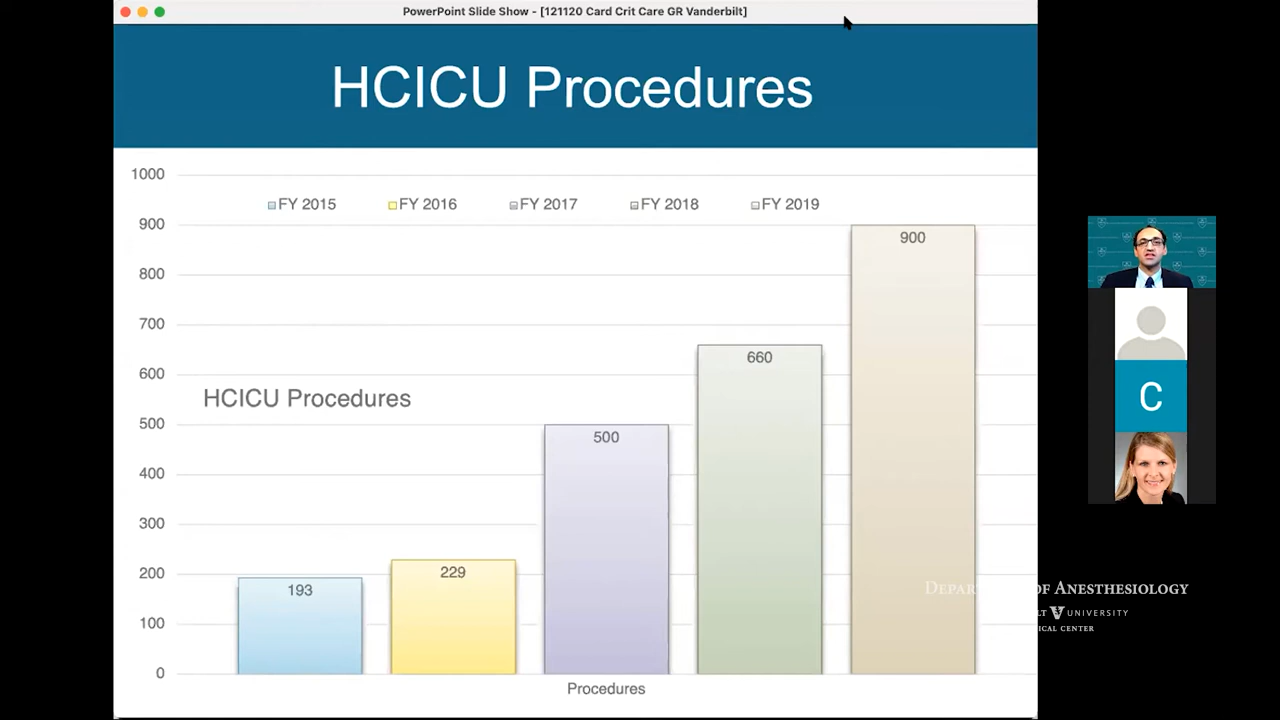 PowerPoint Slide Show - [121120 Card Crit Care GR Vanderbilt]
HCICU Procedures
1000
FY 2015 FY 2016 FY 2017 FY 2018 FY 2019
900
900
800
700
660
600
HCICU Procedures
500
500
400
300
229
200
193
100
0
Procedures
C
OF ANESTHESIOLOGY
UNIVERSITY
CENTER